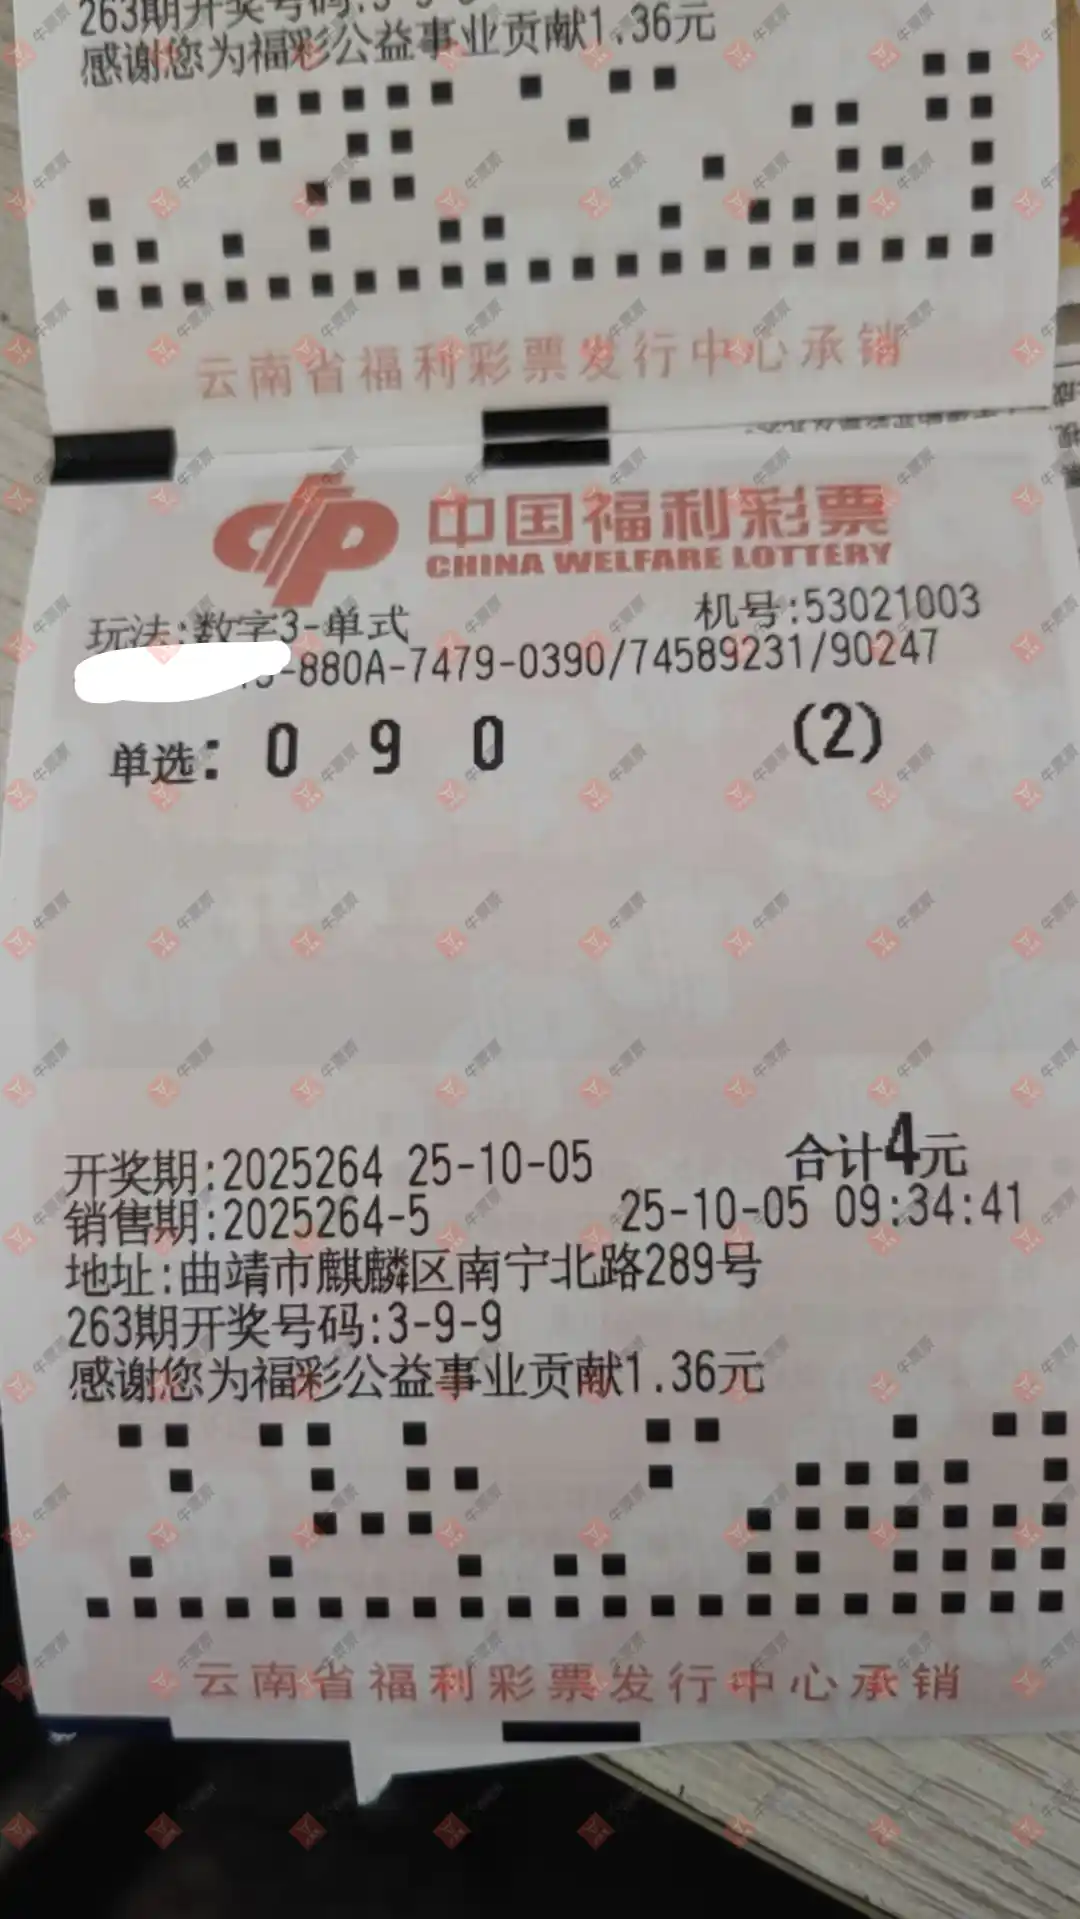 263期开奖号码:3-9-9
感谢您为福彩公益事业贡献1.36元
云南省福利彩票发行中心承销
中国福利彩票
CHINA WELFARE LOTTERY
玩法:数字3-单式 机号:53021003
-880A-7479-0390/74589231/90247
单选: 0 9 0 (2)
开奖期:2025264 25-10-05 合计4元
销售期:2025264-5 25-10-05 09:34:41
地址:曲靖市麒麟区南宁北路289号
263期开奖号码:3-9-9
感谢您为福彩公益事业贡献1.36元
云南省福利彩票发行中心承销
牛票票